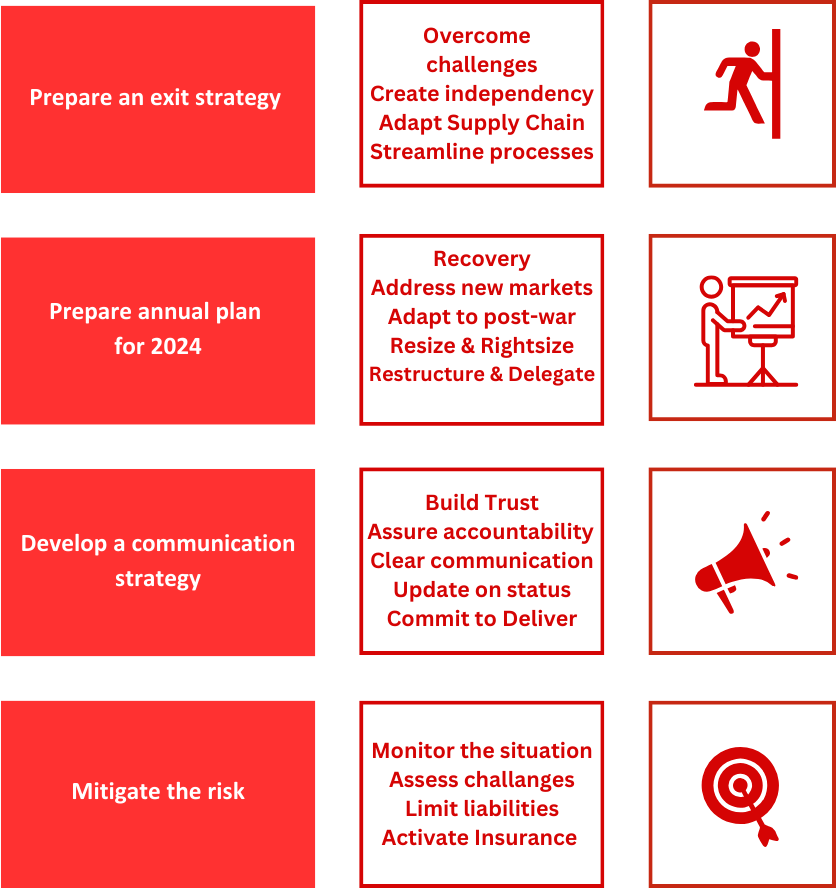 Prepare an exit strategy
Overcome
challenges
Create independency
Adapt Supply Chain
Streamline processes
Prepare annual plan
for 2024
Recovery
Address new markets
Adapt to post-war
Resize & Rightsize
Restructure & Delegate
Develop a communication
strategy
Build Trust
Assure accountability
Clear communication
Update on status
Commit to Deliver
Mitigate the risk
Monitor the situation
Assess challanges
Limit liabilities
Activate Insurance